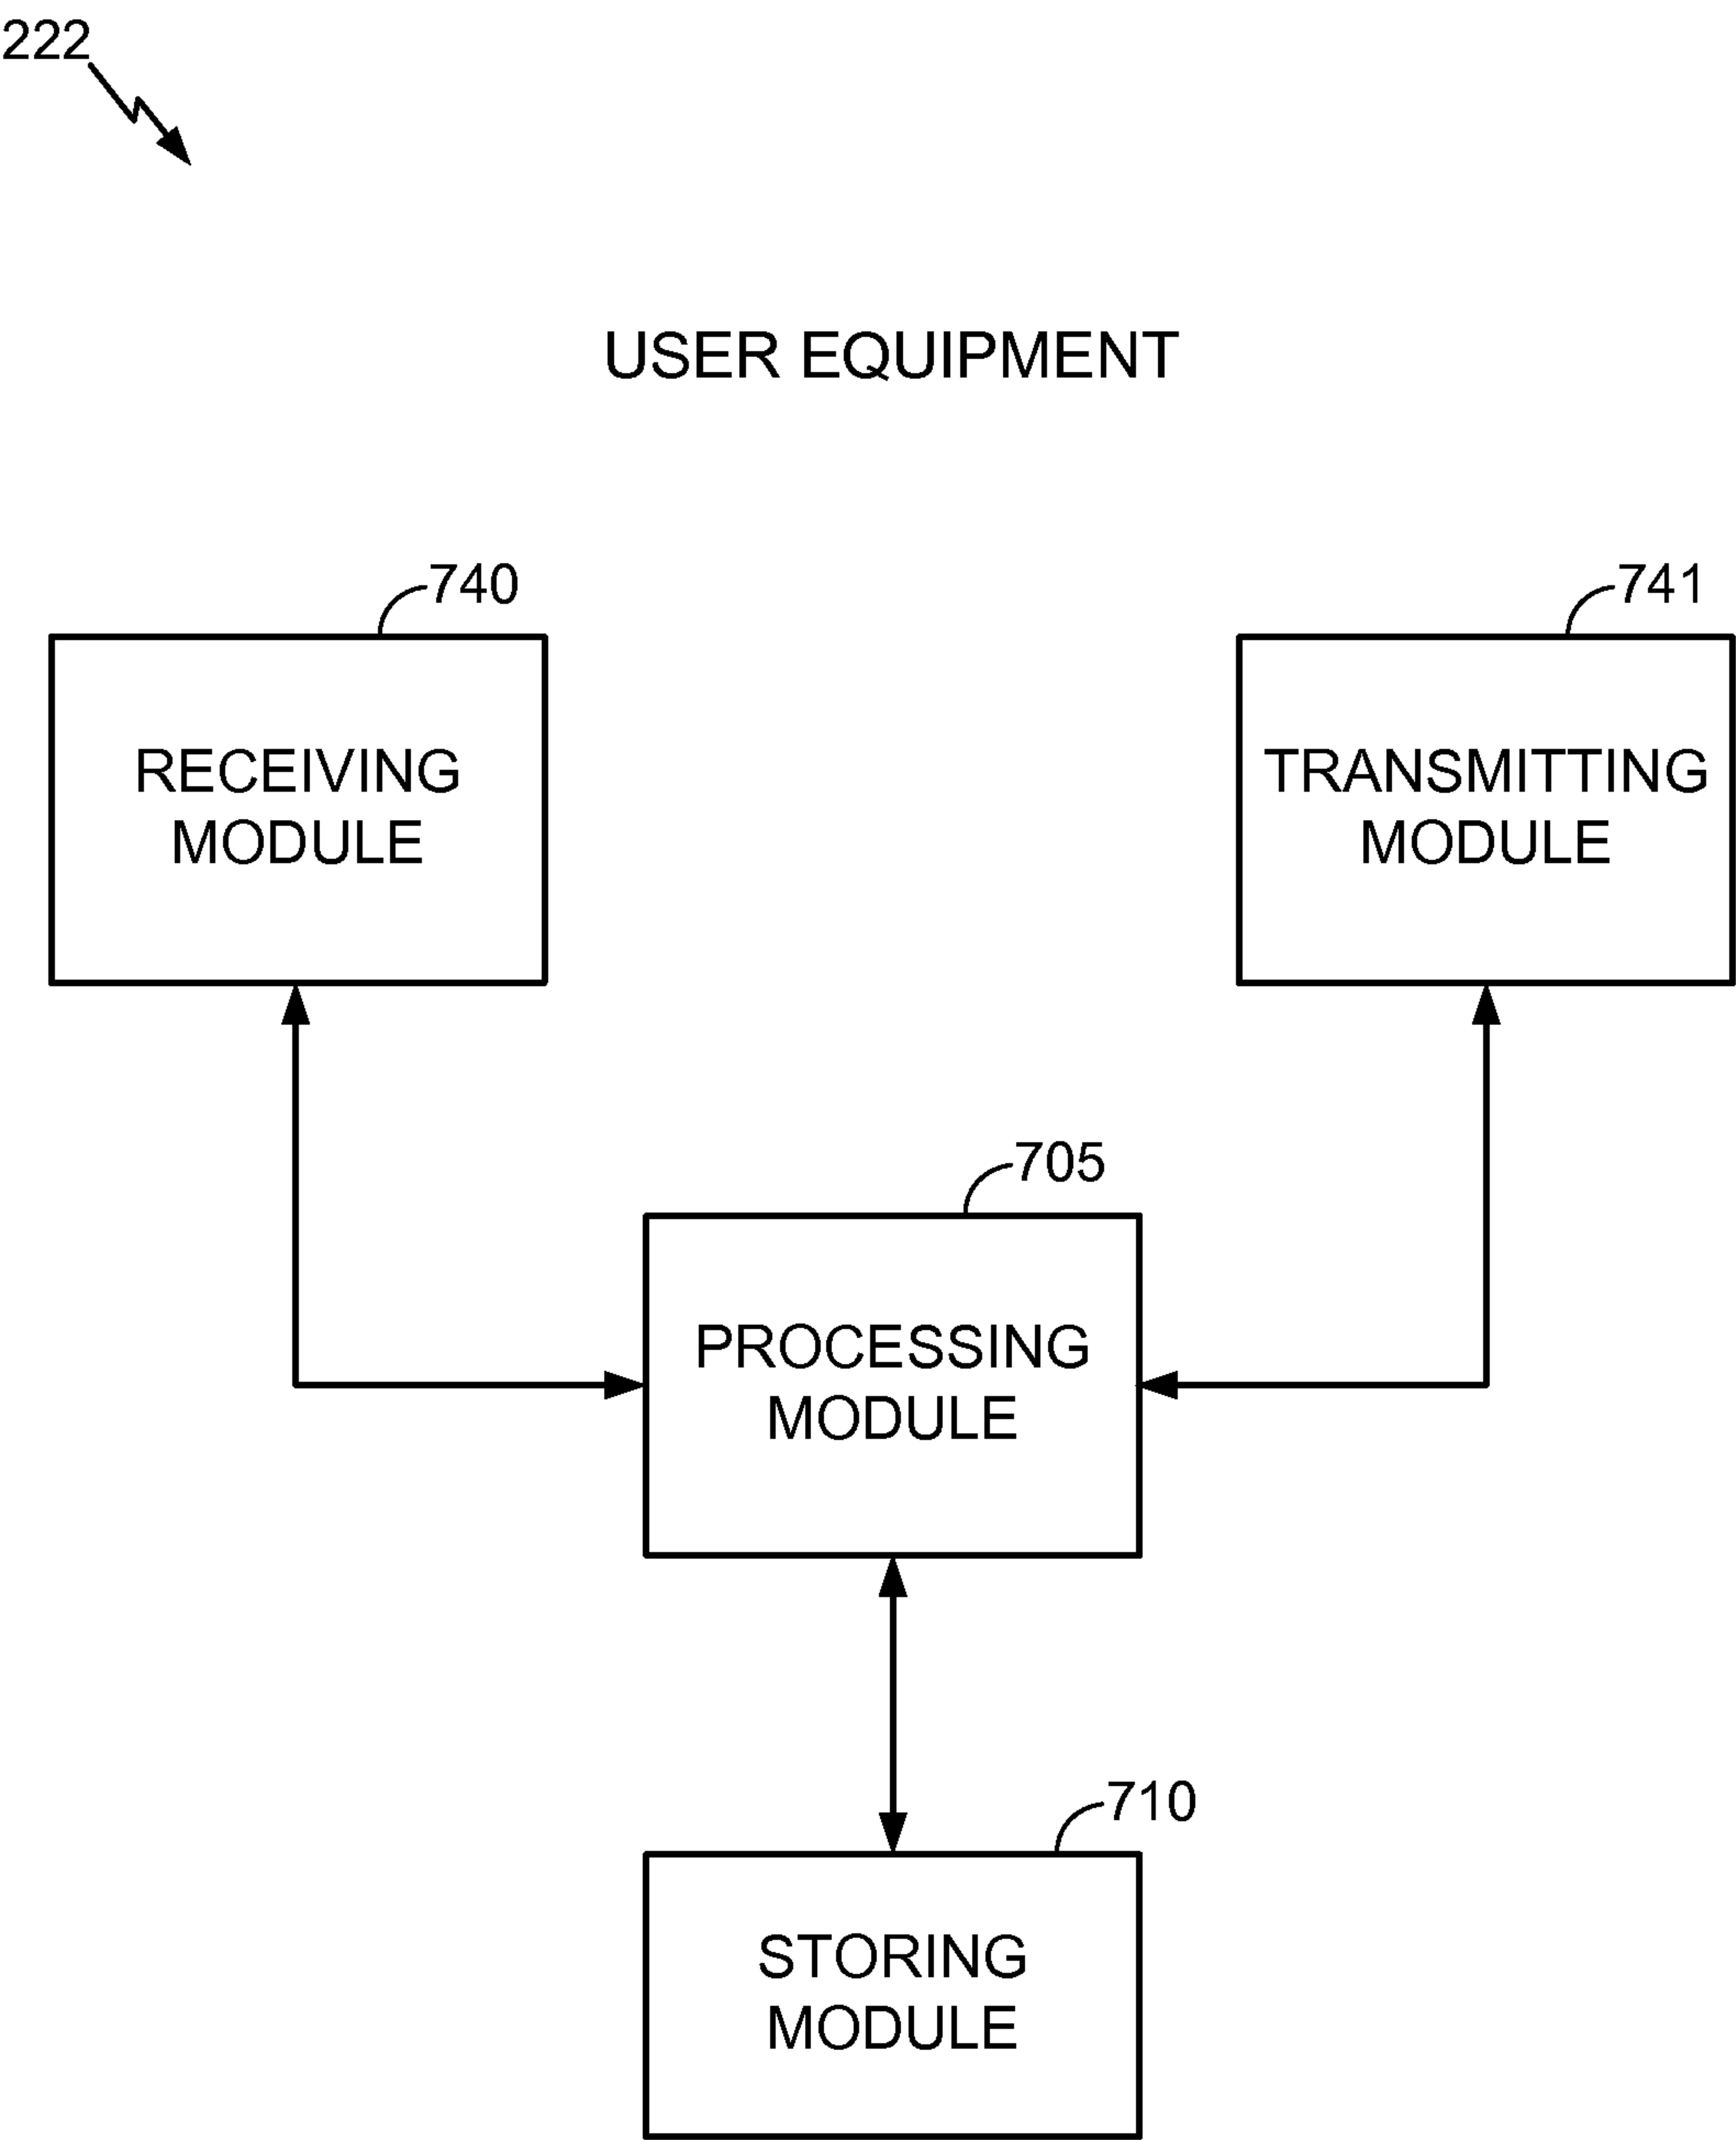 222
USER EQUIPMENT
740
741
RECEIVING
MODULE
TRANSMITTING
MODULE
705
PROCESSING
MODULE
710
STORING
MODULE